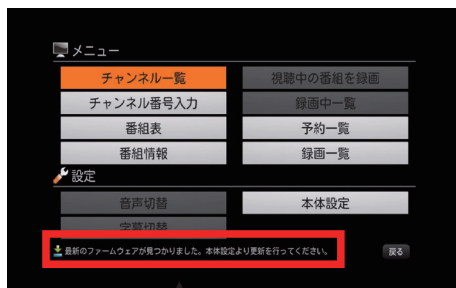 メニュー
チャンネル一覧 視聴中の番組を録画
チャンネル番号入力 録画中一覧
番組表 予約一覧
番組情報 録画一覧
設定
音声切替 本体設定
字幕切替
最新のファームウェアが見つかりました。本体設定より更新を行ってください。 戻る